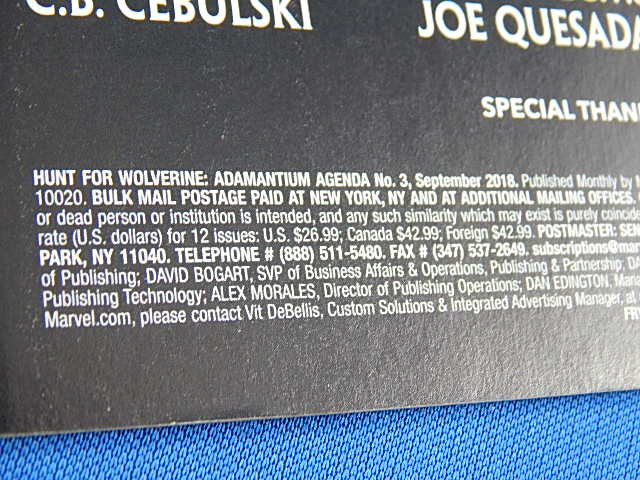 C.B. CEBULSKI
JOE QUESADA
SPECIAL THAN
HUNT FOR WOLVERINE: ADAMANTIUM AGENDA No. 3, September 2018. Published Monthly by
10020. BULK MAIL POSTAGE PAID AT NEW YORK, NY AND AT ADDITIONAL MAILING OFFICES.
or dead person or institution is intended, and any such similarity which may exist is purely
rate (U.S. dollars) for 12 issues: U.S. $26.99; Canada $42.99; Foreign $42.99. POSTMASTER:
PARK, NY 11040. TELEPHONE # (888) 511-5480. FAX # (347) 537-2649.
of Publishing; DAVID BOGART, SVP of Business Affairs & Operations, Publishing & Partnership;
Publishing Technology; ALEX MORALES, Director of Publishing Operations; DAN EDINGTON,
Marvel.com, please contact Vit DeBellis, Custom Solutions & Integrated Advertising Manager, at
FRY